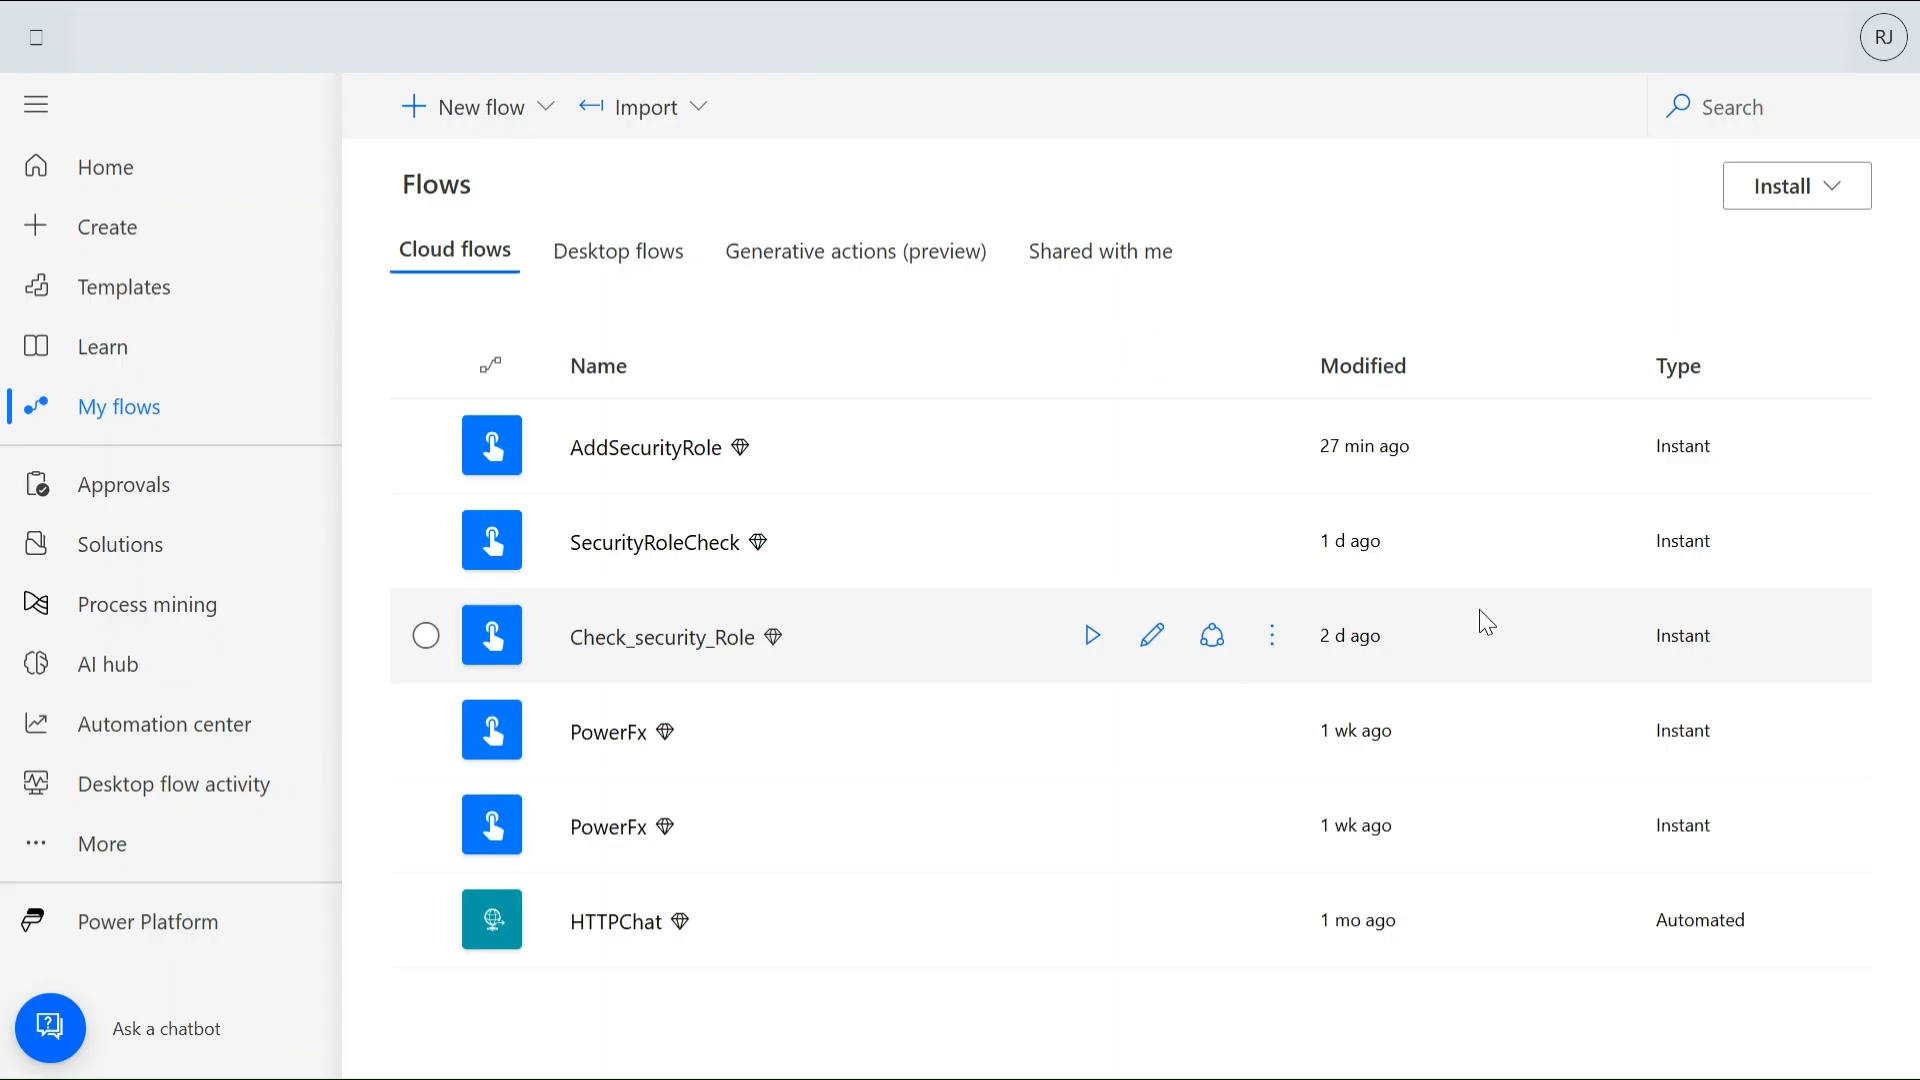 RJ
New flow
Import
Search
Home
Create
Templates
Learn
My flows
Approvals
Solutions
Process mining
AI hub
Automation center
Desktop flow activity
More
Power Platform
Ask a chatbot
Flows
Install
Cloud flows Desktop flows Generative actions (preview) Shared with me
Name Modified Type
AddSecurityRole 27 min ago Instant
SecurityRoleCheck 1 d ago Instant
Check_security_Role 2 d ago Instant
PowerFx 1 wk ago Instant
PowerFx 1 wk ago Instant
HTTPChat 1 mo ago Automated